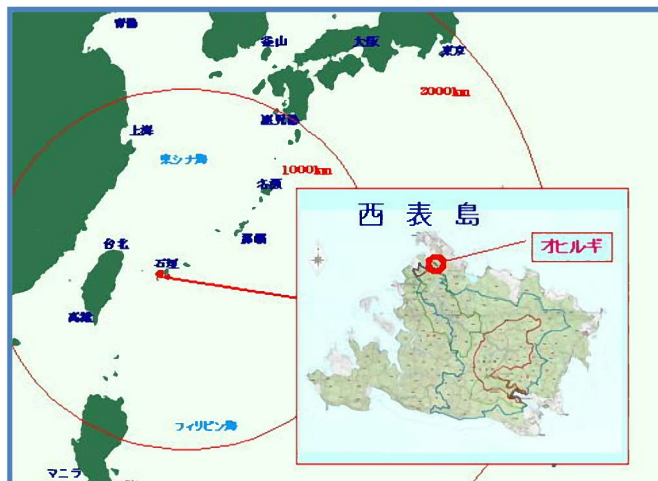 青島
釜山
大阪
東京
2000km
鹿児島
上海
東シナ海
1000km
名瀬
西表島
那覇
オヒルギ
台北
石垣
高雄
フィリピン海
マニラ